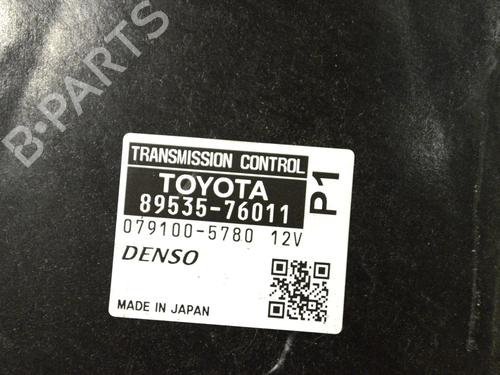 B-PARTS
TRANSMISSION CONTROL
TOYOTA
89535-76011
P1
079100-5780 12V
DENSO
MADE IN JAPAN